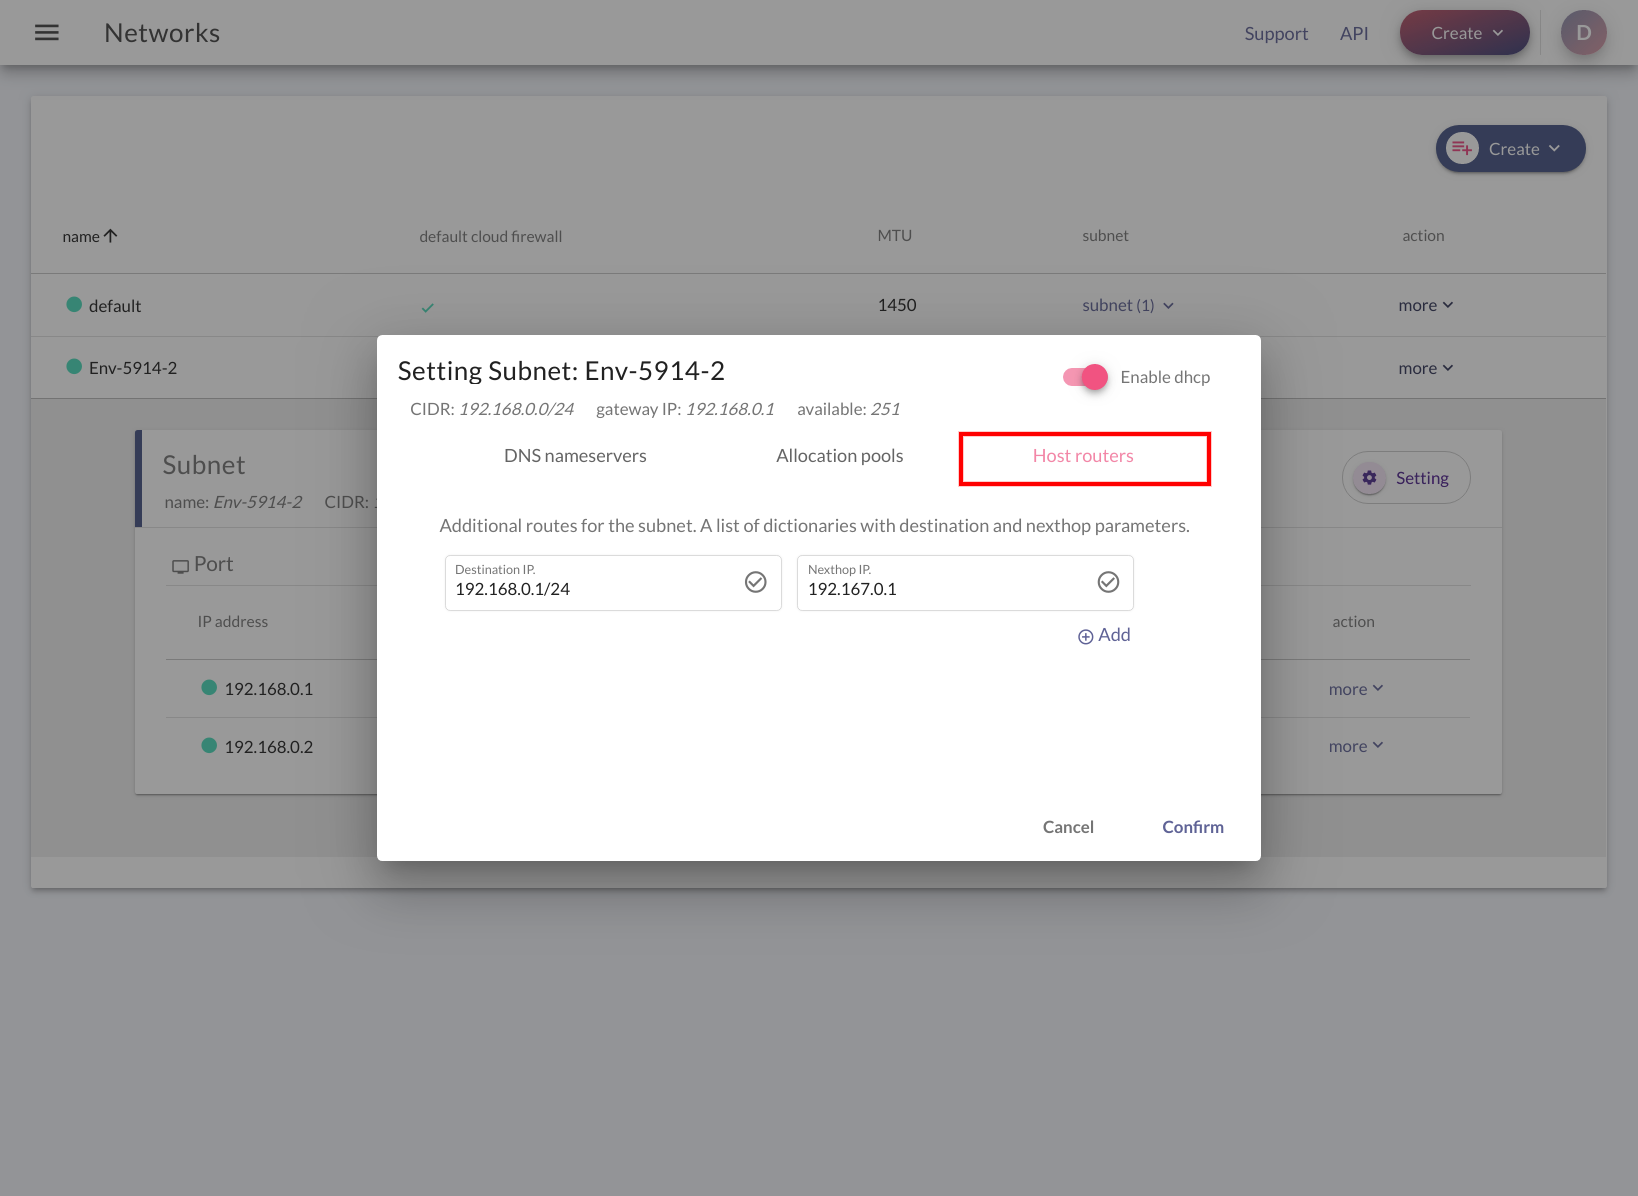 Networks
Support API Create D
Create
name default cloud firewall MTU subnet action
default 1450 subnet (1) more
Env-5914-2 more
Setting Subnet: Env-5914-2
Enable dhcp
CIDR: 192.168.0.0/24 gateway IP: 192.168.0.1 available: 251
DNS nameservers Allocation pools Host routers
Subnet
name: Env-5914-2 CIDR:
Setting
Additional routes for the subnet. A list of dictionaries with destination and nexthop parameters.
Port
Destination IP.
192.168.0.1/24
Nexthop IP.
192.167.0.1
Add
IP address action
192.168.0.1 more
192.168.0.2 more
Cancel Confirm